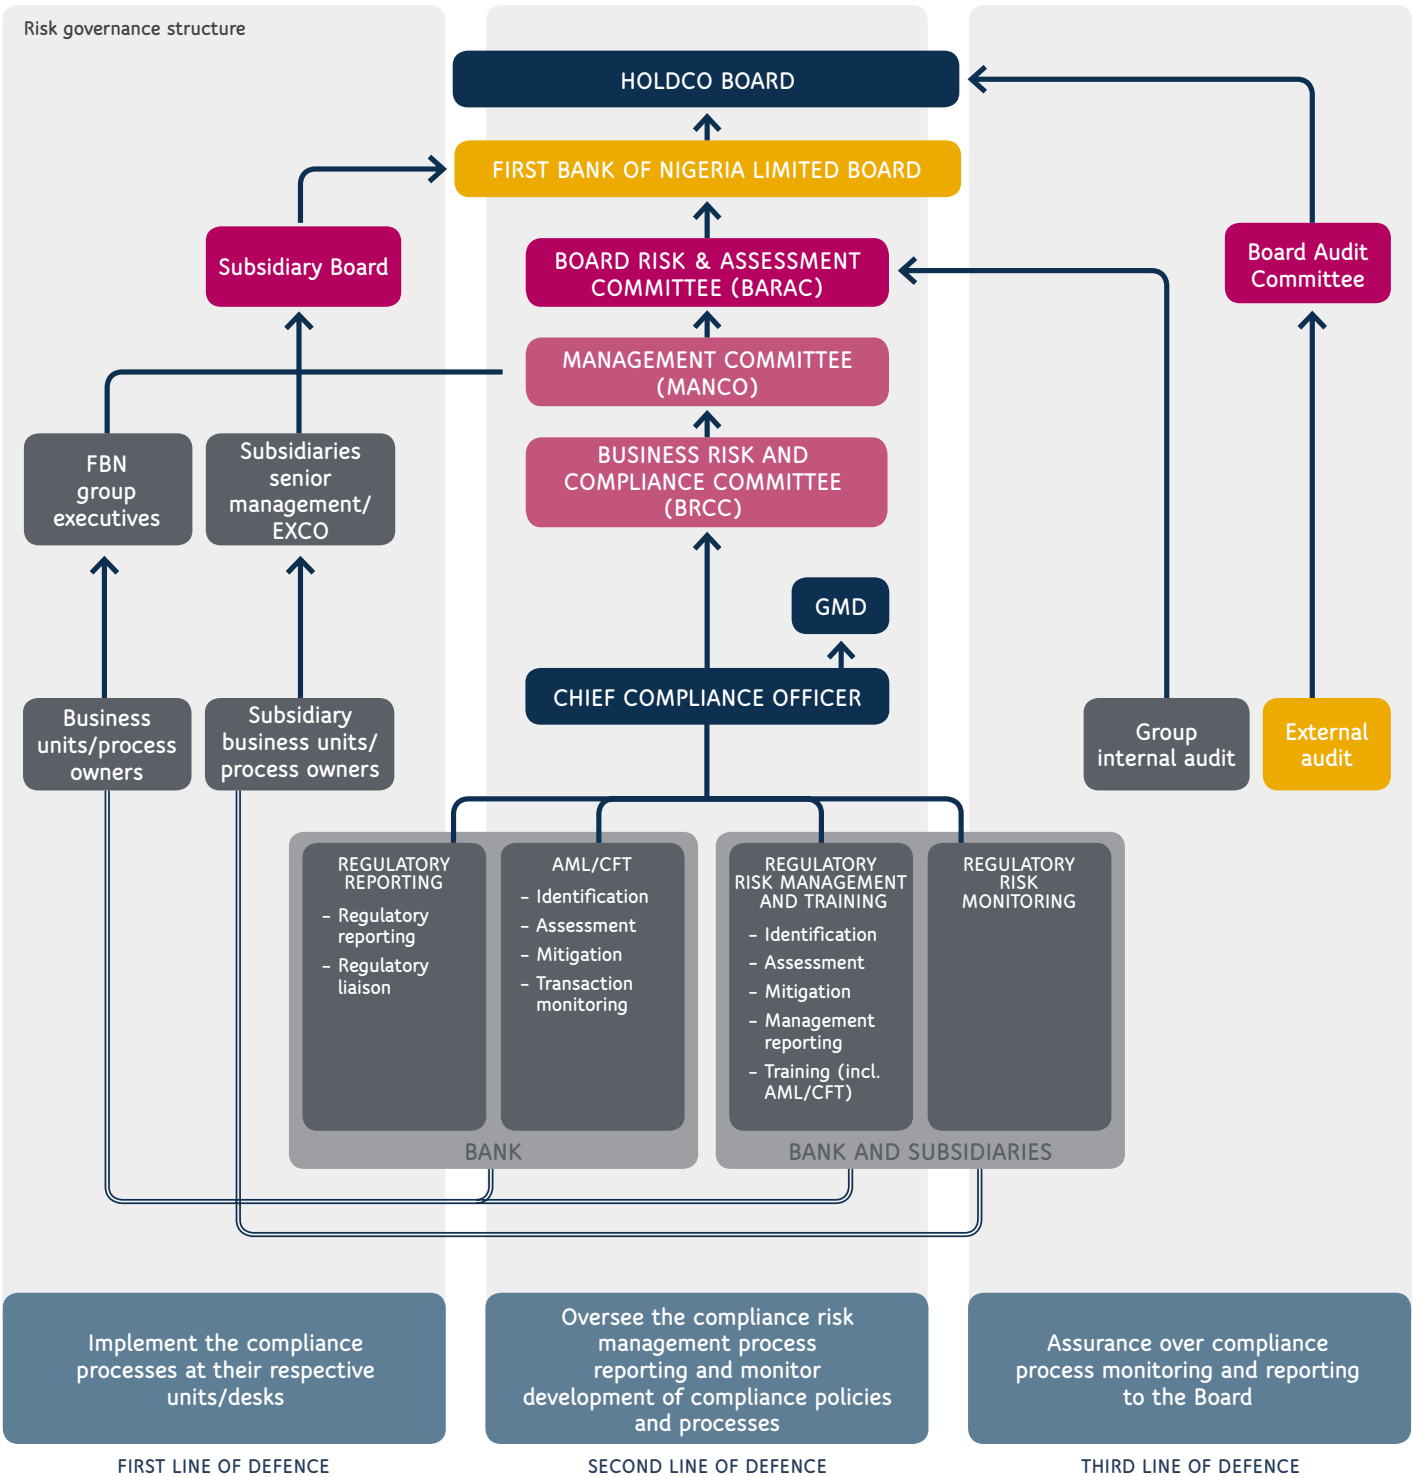 Risk governance structure
HOLDCO BOARD
FIRST BANK OF NIGERIA LIMITED BOARD
Subsidiary Board
BOARD RISK & ASSESSMENT
COMMITTEE (BARAC)
Board Audit
Committee
MANAGEMENT COMMITTEE
(MANCO)
FBN
group
executives
Subsidiaries
senior
management/
EXCO
BUSINESS RISK AND
COMPLIANCE COMMITTEE
(BRCC)
GMD
CHIEF COMPLIANCE OFFICER
Business
units/process
owners
Subsidiary
business units/
process owners
Group
internal audit
External
audit
REGULATORY
REPORTING
– Regulatory
reporting
– Regulatory
liaison
AML/CFT
– Identification
– Assessment
– Mitigation
– Transaction
monitoring
REGULATORY
RISK MANAGEMENT
AND TRAINING
– Identification
– Assessment
– Mitigation
– Management
reporting
– Training (incl.
AML/CFT)
REGULATORY
RISK
MONITORING
BANK
BANK AND SUBSIDIARIES
Implement the compliance
processes at their respective
units/desks
Oversee the compliance risk
management process
reporting and monitor
development of compliance policies
and processes
Assurance over compliance
process monitoring and reporting
to the Board
FIRST LINE OF DEFENCE
SECOND LINE OF DEFENCE
THIRD LINE OF DEFENCE